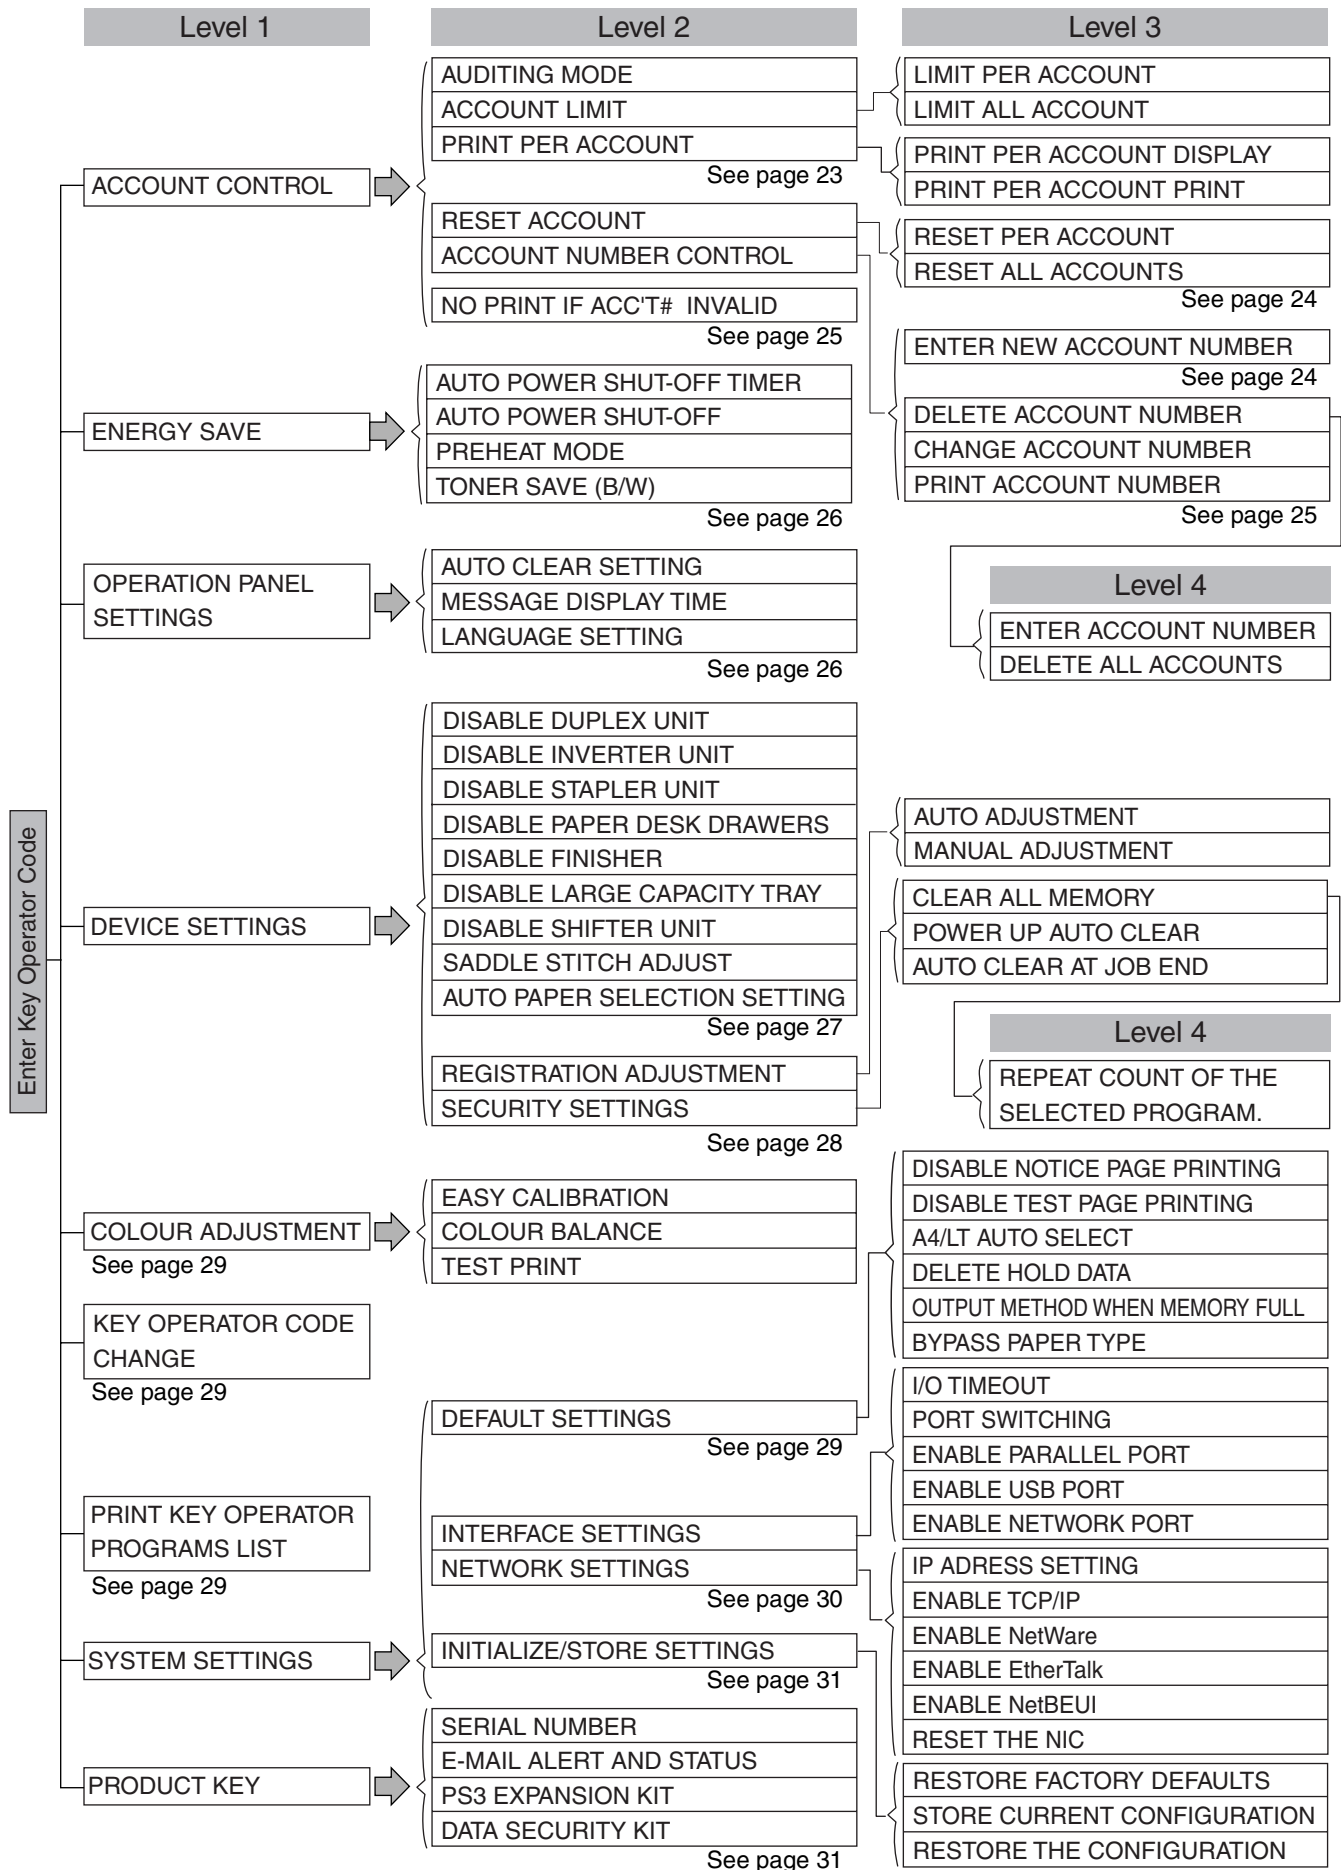 Level 1
Level 2
Level 3
Enter Key Operator Code
ACCOUNT CONTROL
AUDITING MODE
ACCOUNT LIMIT
PRINT PER ACCOUNT
See page 23
RESET ACCOUNT
ACCOUNT NUMBER CONTROL
NO PRINT IF ACC'T# INVALID
See page 25
LIMIT PER ACCOUNT
LIMIT ALL ACCOUNT
PRINT PER ACCOUNT DISPLAY
PRINT PER ACCOUNT PRINT
RESET PER ACCOUNT
RESET ALL ACCOUNTS
See page 24
ENTER NEW ACCOUNT NUMBER
See page 24
DELETE ACCOUNT NUMBER
CHANGE ACCOUNT NUMBER
PRINT ACCOUNT NUMBER
See page 25
Level 4
ENTER ACCOUNT NUMBER
DELETE ALL ACCOUNTS
ENERGY SAVE
AUTO POWER SHUT-OFF TIMER
AUTO POWER SHUT-OFF
PREHEAT MODE
TONER SAVE (B/W)
See page 26
OPERATION PANEL
SETTINGS
AUTO CLEAR SETTING
MESSAGE DISPLAY TIME
LANGUAGE SETTING
See page 26
DEVICE SETTINGS
DISABLE DUPLEX UNIT
DISABLE INVERTER UNIT
DISABLE STAPLER UNIT
DISABLE PAPER DESK DRAWERS
DISABLE FINISHER
DISABLE LARGE CAPACITY TRAY
DISABLE SHIFTER UNIT
SADDLE STITCH ADJUST
AUTO PAPER SELECTION SETTING
See page 27
REGISTRATION ADJUSTMENT
SECURITY SETTINGS
See page 28
AUTO ADJUSTMENT
MANUAL ADJUSTMENT
CLEAR ALL MEMORY
POWER UP AUTO CLEAR
AUTO CLEAR AT JOB END
Level 4
REPEAT COUNT OF THE
SELECTED PROGRAM.
COLOUR ADJUSTMENT
See page 29
EASY CALIBRATION
COLOUR BALANCE
TEST PRINT
KEY OPERATOR CODE
CHANGE
See page 29
PRINT KEY OPERATOR
PROGRAMS LIST
See page 29
SYSTEM SETTINGS
DEFAULT SETTINGS
See page 29
INTERFACE SETTINGS
NETWORK SETTINGS
See page 30
INITIALIZE/STORE SETTINGS
See page 31
DISABLE NOTICE PAGE PRINTING
DISABLE TEST PAGE PRINTING
A4/LT AUTO SELECT
DELETE HOLD DATA
OUTPUT METHOD WHEN MEMORY FULL
BYPASS PAPER TYPE
I/O TIMEOUT
PORT SWITCHING
ENABLE PARALLEL PORT
ENABLE USB PORT
ENABLE NETWORK PORT
IP ADRESS SETTING
ENABLE TCP/IP
ENABLE NetWare
ENABLE EtherTalk
ENABLE NetBEUI
RESET THE NIC
RESTORE FACTORY DEFAULTS
STORE CURRENT CONFIGURATION
RESTORE THE CONFIGURATION
PRODUCT KEY
SERIAL NUMBER
E-MAIL ALERT AND STATUS
PS3 EXPANSION KIT
DATA SECURITY KIT
See page 31